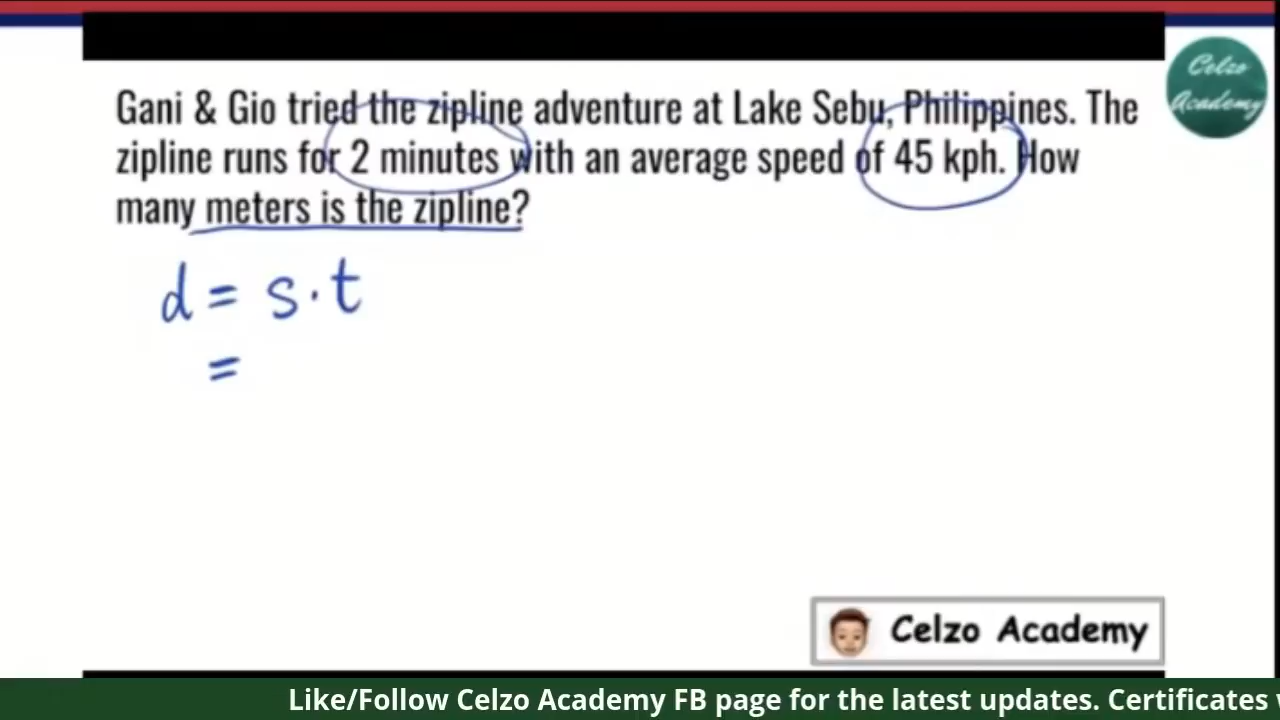 Celzo
Academy
Gani & Gio tried the zipline adventure at Lake Sebu, Philippines. The
zipline runs for 2 minutes with an average speed of 45 kph. How
many meters is the zipline?
d = s · t
=
Celzo Academy
Like/Follow Celzo Academy FB page for the latest updates. Certificates